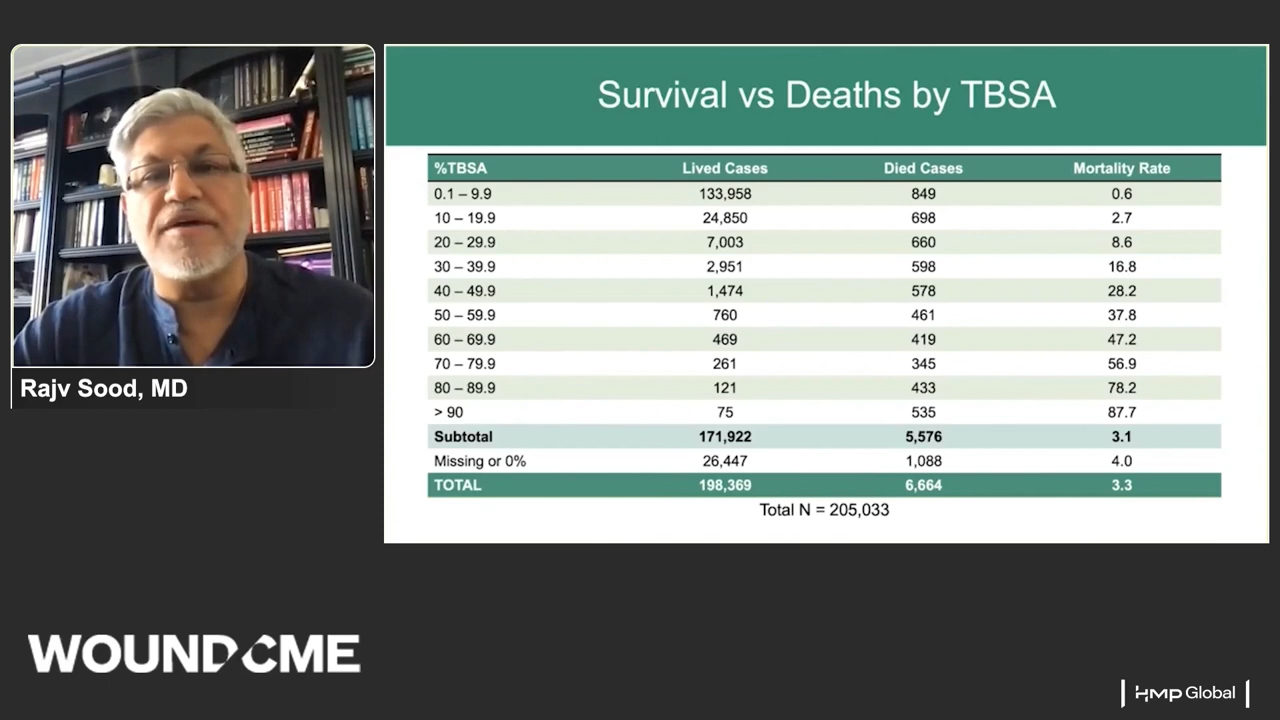 Survival vs Deaths by TBSA
%TBSA Lived Cases Died Cases Mortality Rate
0.1 – 9.9 133,958 849 0.6
10 – 19.9 24,850 698 2.7
20 – 29.9 7,003 660 8.6
30 – 39.9 2,951 598 16.8
40 – 49.9 1,474 578 28.2
50 – 59.9 760 461 37.8
60 – 69.9 469 419 47.2
70 – 79.9 261 345 56.9
80 – 89.9 121 433 78.2
> 90 75 535 87.7
Subtotal 171,922 5,576 3.1
Missing or 0% 26,447 1,088 4.0
TOTAL 198,369 6,664 3.3
Total N = 205,033
Rajv Sood, MD
WOUNDCME
HMP Global